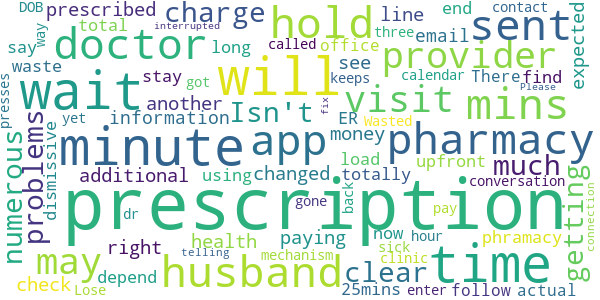 DOB prescribed charge hold line end contact interrupted sent
total called office three expected
way say doctor long email provider
presses waste stay see calendar There find Please
another got keeps
yet wait will visit mins
numerous problems information Isn't ER Wasted fix
dismissive minute app money pharmacy
additional using changed load upfront much getting
back conversation
prescription
gone totally
dr pay phramacy
may right health paying now hour mechanism sick clinic time connection
husband clear telling
check depend Lose 25mins enter follow actual